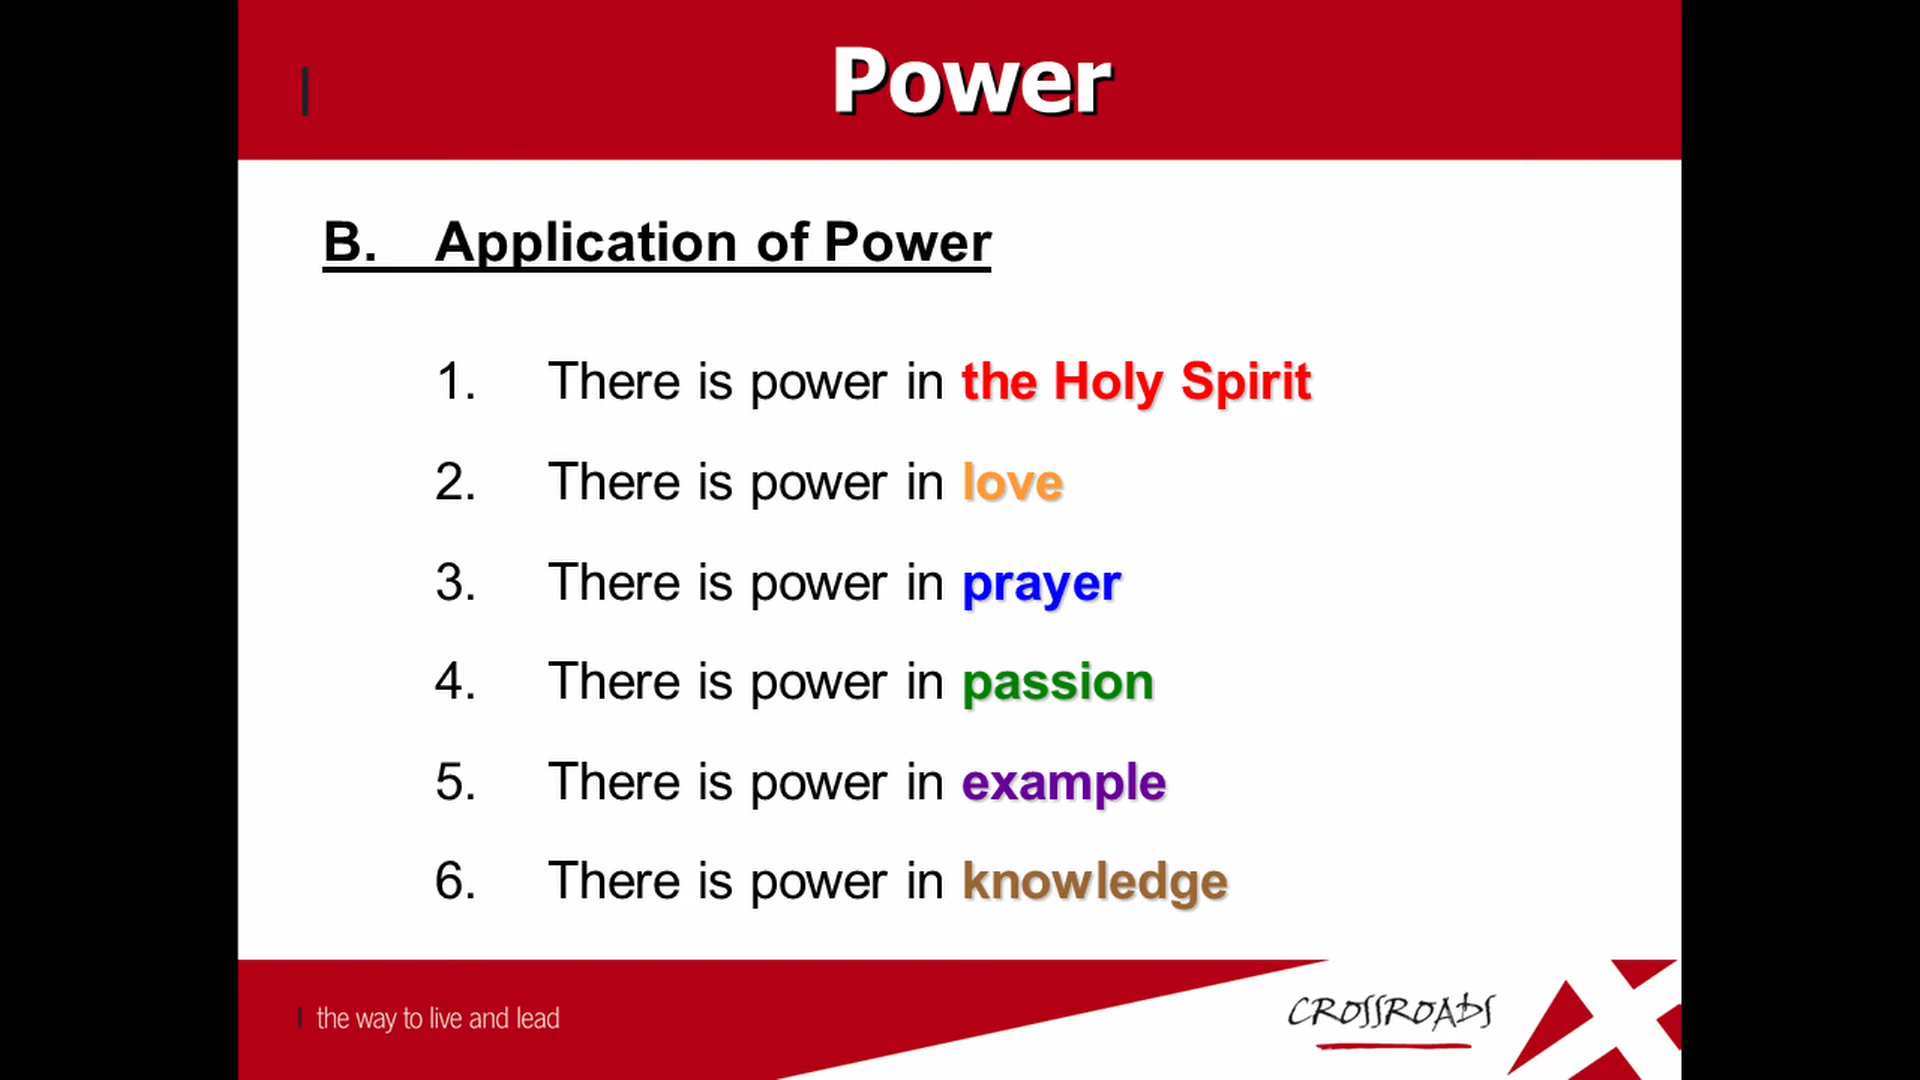 Power
B. Application of Power
1. There is power in the Holy Spirit
2. There is power in love
3. There is power in prayer
4. There is power in passion
5. There is power in example
6. There is power in knowledge
the way to live and lead
CROSSROADS